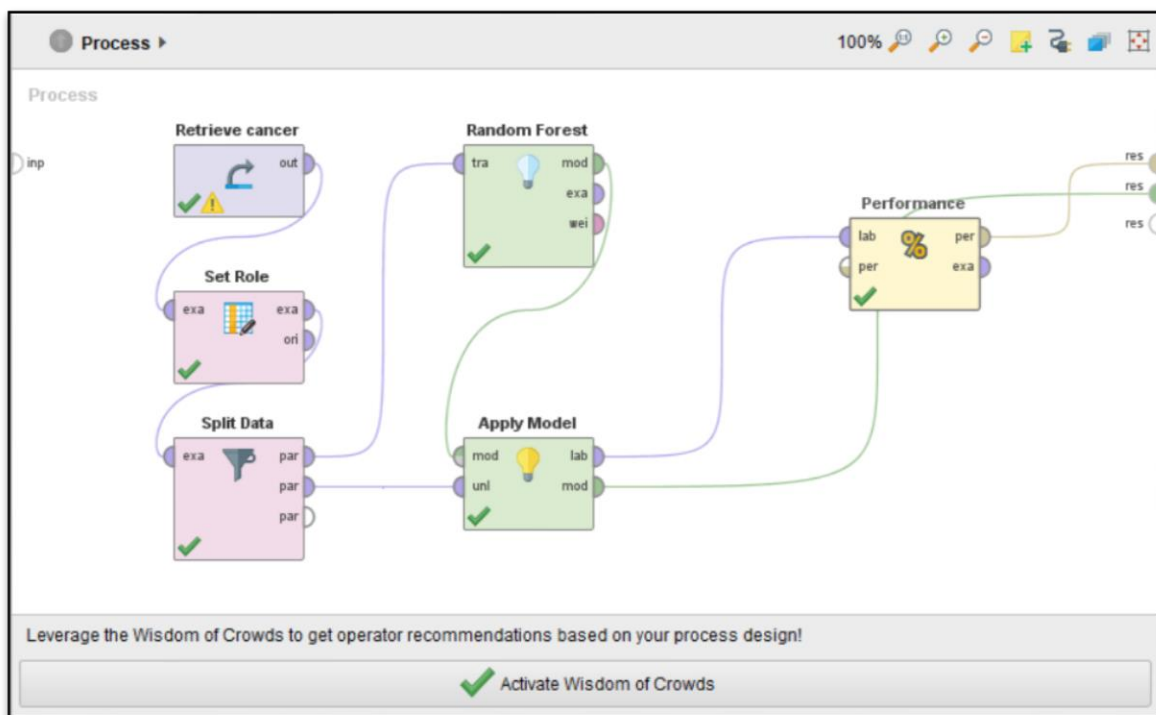 Process
100%
Process
inp
Retrieve cancer
out
Random Forest
tra
mod
exa
wei
res
res
res
Performance
lab
per
per
exa
%
Set Role
exa
exa
ori
Split Data
exa
par
par
par
Apply Model
mod
unl
lab
mod
Leverage the Wisdom of Crowds to get operator recommendations based on your process design!
Activate Wisdom of Crowds